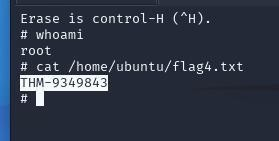 Erase is control-H (^H).
# whoami
root
# cat /home/ubuntu/flag4.txt
THM-9349843
#